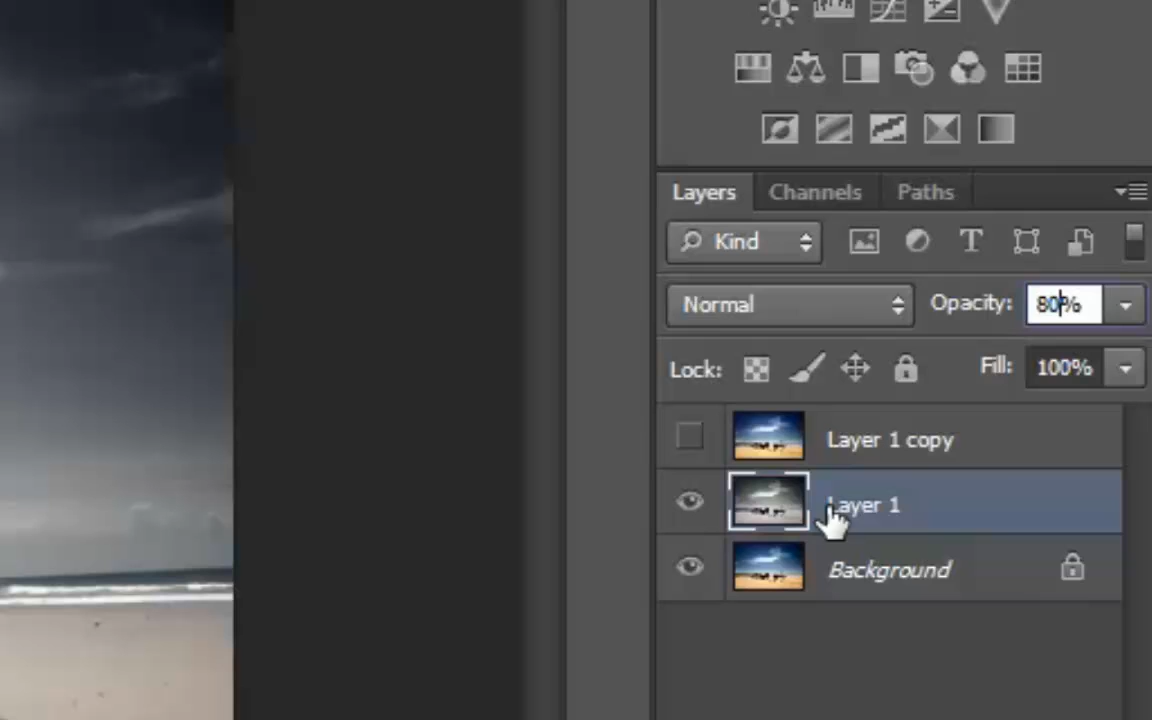 Layers Channels Paths
Kind T
Normal Opacity: 80%
Lock: Fill: 100%
Layer 1 copy
Layer 1
Background